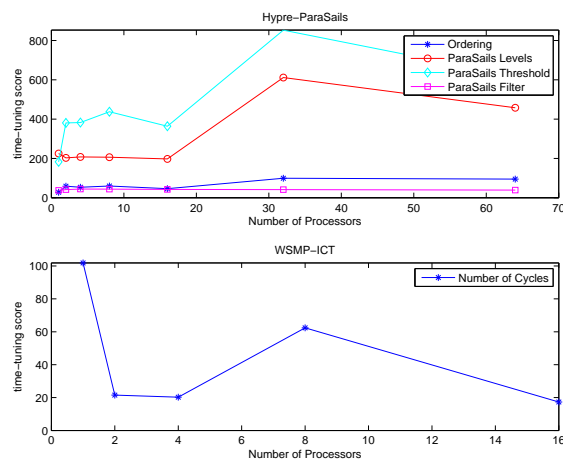 Hypre-ParaSails
time-tuning score
800
600
400
200
0
Ordering
ParaSails Levels
ParaSails Threshold
ParaSails Filter
0 10 20 30 40 50 60 70
Number of Processors
WSMP-ICT
time-tuning score
100
80
60
40
20
0
Number of Cycles
0 2 4 6 8 10 12 14 16
Number of Processors